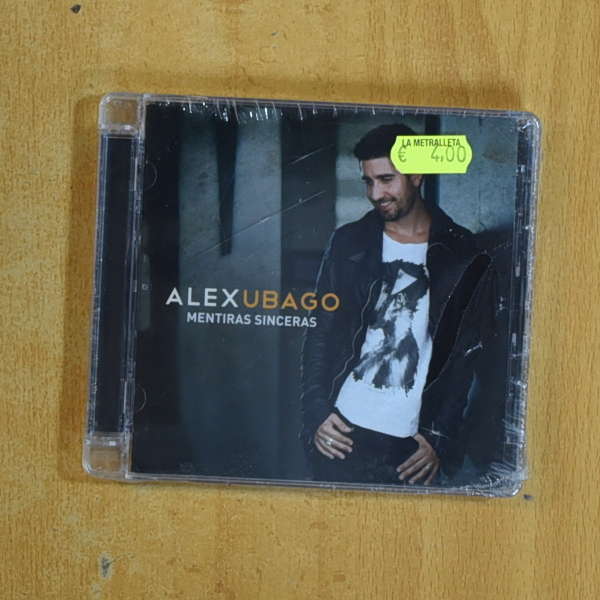 LA METRALLETA
€ 4,00
ALEXUBAGO
MENTIRAS SINCERAS